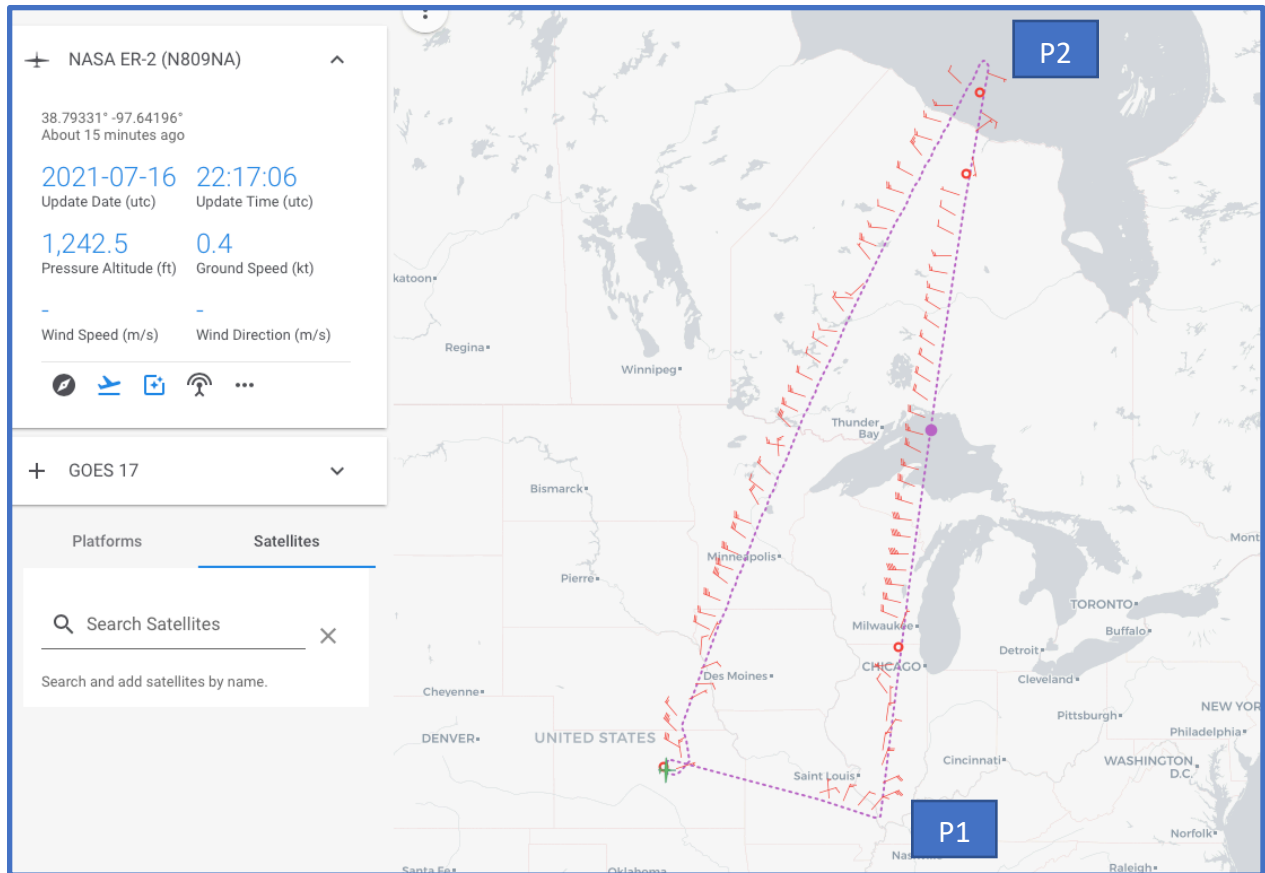 NASA ER-2 (N809NA)
38.79331° -97.64196°
About 15 minutes ago
2021-07-16 22:17:06
Update Date (utc) Update Time (utc)
1,242.5 0.4
Pressure Altitude (ft) Ground Speed (kt)
- -
Wind Speed (m/s) Wind Direction (m/s)
GOES 17
Platforms Satellites
Search Satellites
Search and add satellites by name.
P2
katoon
Regina
Winnipeg
Thunder
Bay
Bismarck
Minneapolis
Mont
Pierre
TORONTO
Milwaukee
Buffalo
Detroit
CHICAGO
Des Moines
Cleveland
Cheyenne
NEW YOR
Pittsburgh
Philadelphia
DENVER
UNITED STATES
Cincinnati
WASHINGTON
D.C.
Saint Louis
P1
Norfolk
Nas
Santa Fe
Oklahoma
Raleigh